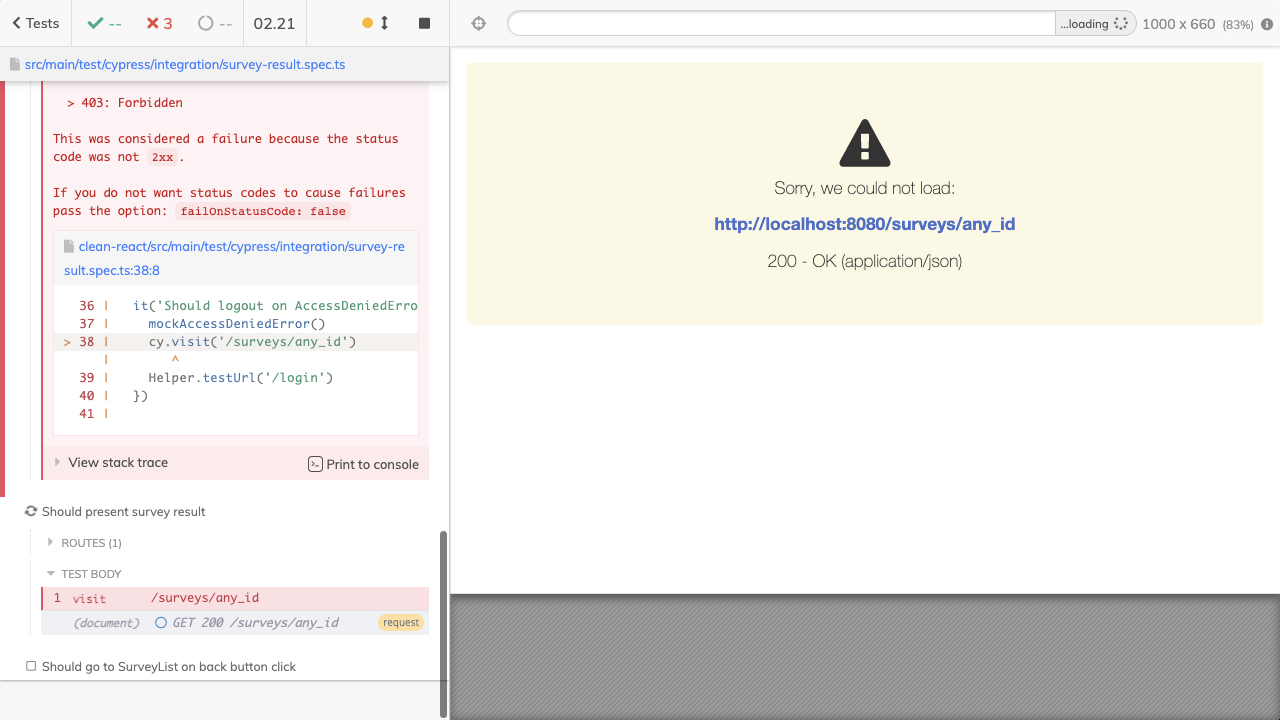 Tests
--
3
--
02.21
...loading
1000 x 660 (83%)
src/main/test/cypress/integration/survey-result.spec.ts
> 403: Forbidden
This was considered a failure because the status
code was not 2xx.
If you do not want status codes to cause failures
pass the option: failOnStatusCode: false
clean-react/src/main/test/cypress/integration/survey-re
sult.spec.ts:38:8
36 | it('Should logout on AccessDeniedErro
37 | mockAccessDeniedError()
> 38 | cy.visit('/surveys/any_id')
| ^
39 | Helper.testUrl('/login')
40 | })
41 |
View stack trace
Print to console
Should present survey result
ROUTES (1)
TEST BODY
1 visit /surveys/any_id
(document) GET 200 /surveys/any_id request
Should go to SurveyList on back button click
Sorry, we could not load:
http://localhost:8080/surveys/any_id
200 - OK (application/json)